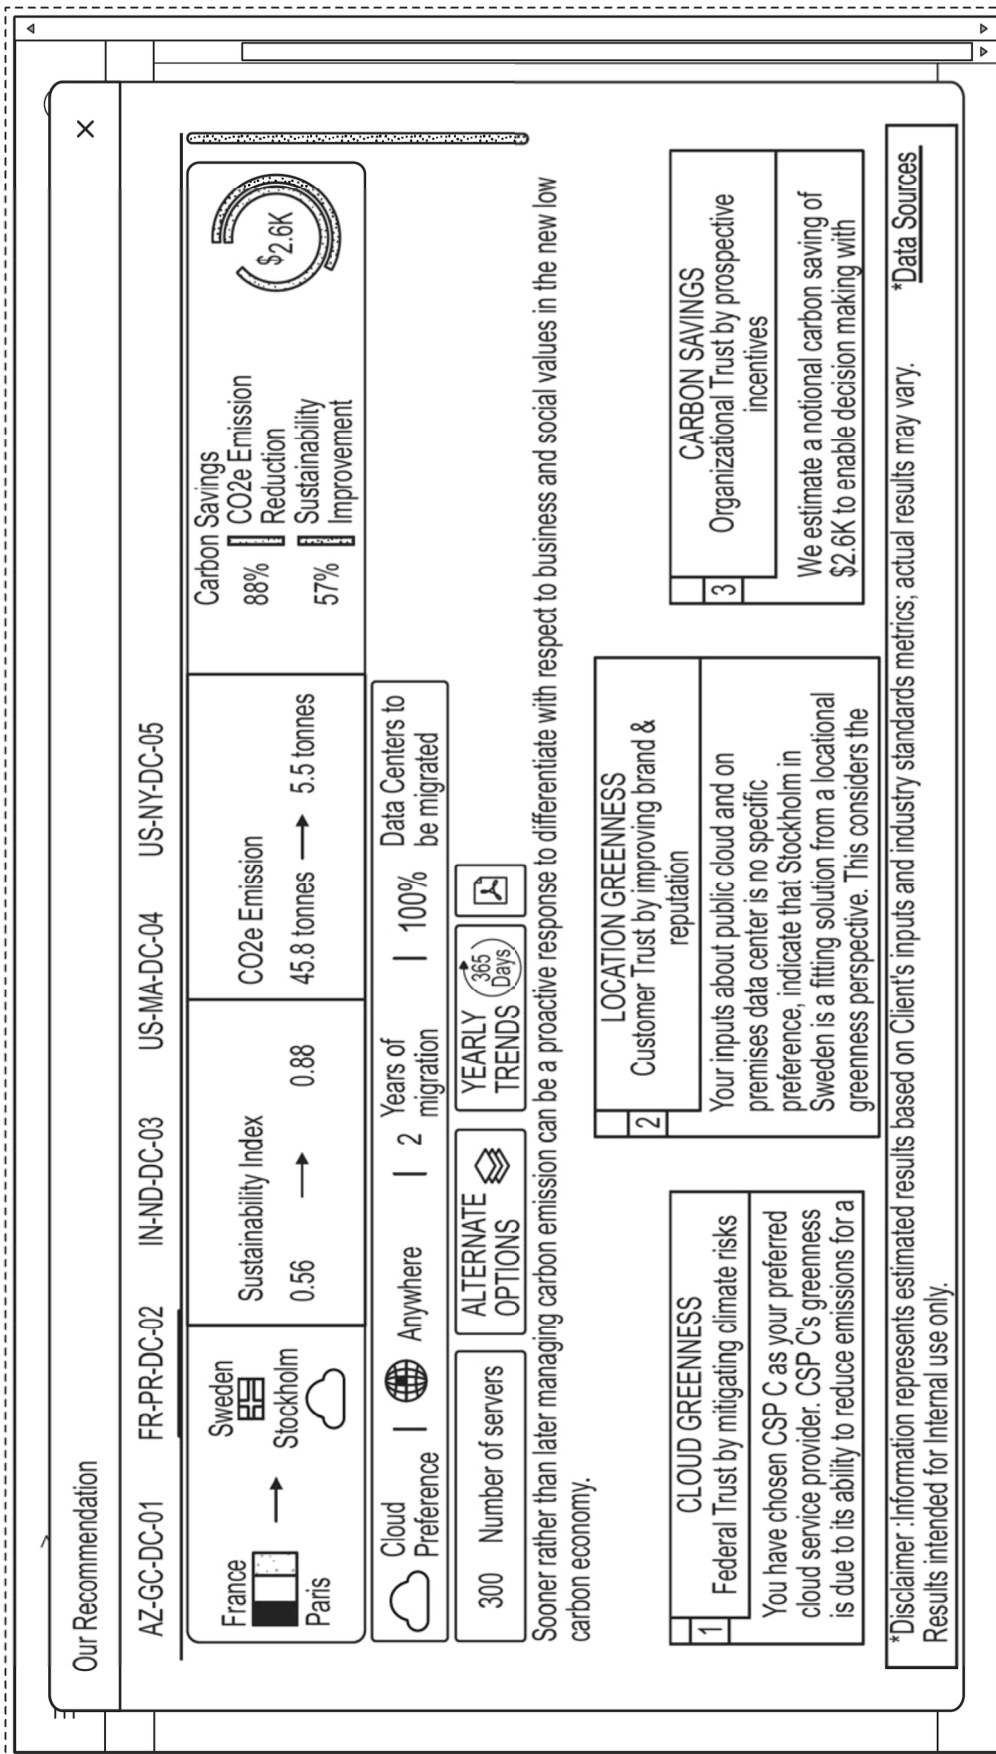 Our Recommendation
X
AZ-GC-DC-01 FR-PR-DC-02 IN-ND-DC-03 US-MA-DC-04 US-NY-DC-05
France
Paris
Sweden
Stockholm
Sustainability Index
0.56 0.88
CO2e Emission
45.8 tonnes 5.5 tonnes
Carbon Savings
88% CO2e Emission
Reduction
57% Sustainability
Improvement
$2.6K
Cloud
Preference | Anywhere | 2 Years of
migration | 100% Data Centers to
be migrated
300 Number of servers
ALTERNATE
OPTIONS
YEARLY
TRENDS
365
Days
Sooner rather than later managing carbon emission can be a proactive response to differentiate with respect to business and social values in the new low
carbon economy.
1
CLOUD GREENNESS
Federal Trust by mitigating climate risks
You have chosen CSP C as your preferred
cloud service provider. CSP C's greenness
is due to its ability to reduce emissions for a
2
LOCATION GREENNESS
Customer Trust by improving brand &
reputation
Your inputs about public cloud and on
premises data center is no specific
preference, indicate that Stockholm in
Sweden is a fitting solution from a locational
greenness perspective. This considers the
3
CARBON SAVINGS
Organizational Trust by prospective
incentives
We estimate a notional carbon saving of
$2.6K to enable decision making with
*Disclaimer :Information represents estimated results based on Client's inputs and industry standards metrics; actual results may vary.
Results intended for Internal use only.
*Data Sources